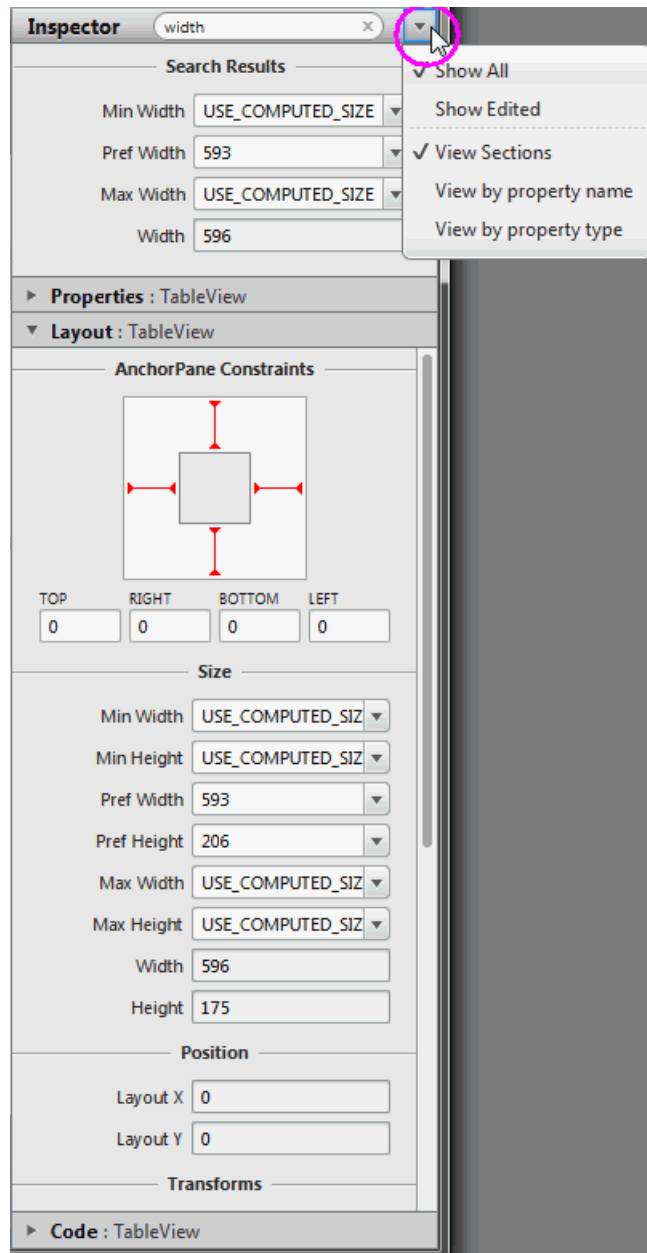 Inspector width
Search Results
✓ Show All
Min Width USE_COMPUTED_SIZE
Show Edited
Pref Width 593
✓ View Sections
Max Width USE_COMPUTED_SIZE
View by property name
Width 596
View by property type
Properties : TableView
Layout : TableView
AnchorPane Constraints
TOP RIGHT BOTTOM LEFT
0 0 0 0
Size
Min Width USE_COMPUTED_SIZ
Min Height USE_COMPUTED_SIZ
Pref Width 593
Pref Height 206
Max Width USE_COMPUTED_SIZ
Max Height USE_COMPUTED_SIZ
Width 596
Height 175
Position
Layout X 0
Layout Y 0
Transforms
Code : TableView